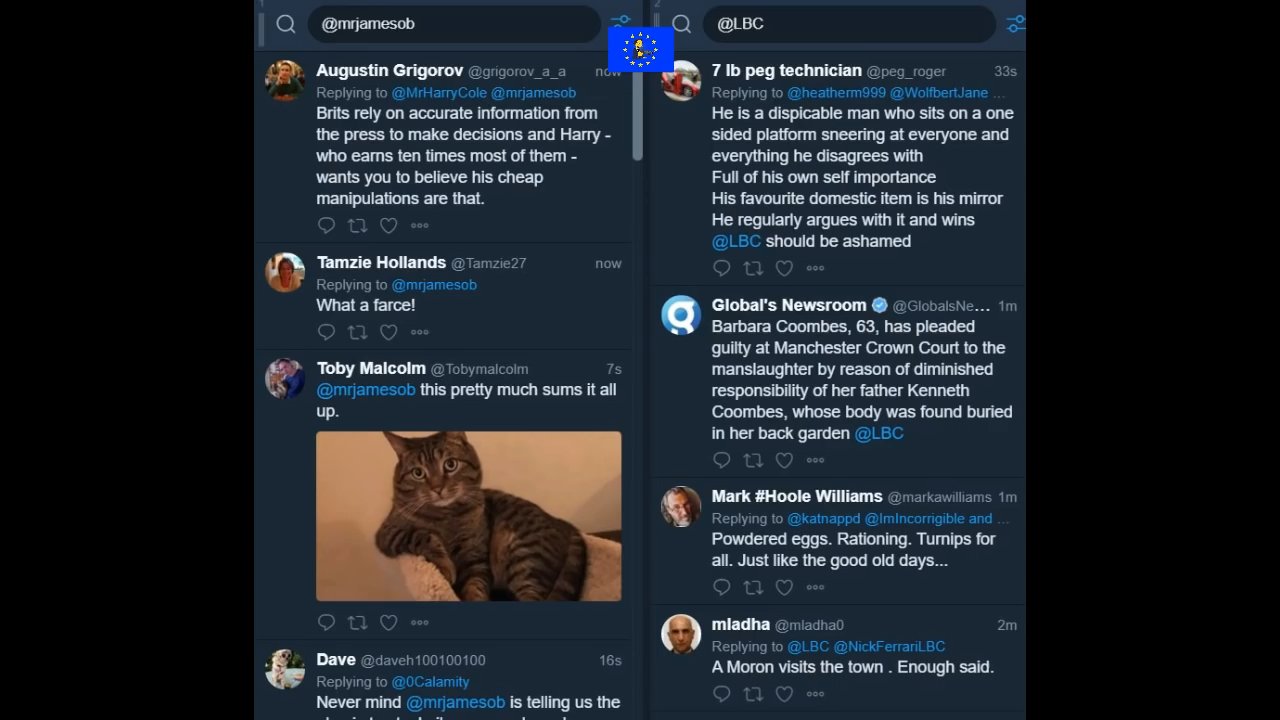 1
@mrjamesob
Augustin Grigorov @grigorov_a_a now
Replying to @MrHarryCole @mrjamesob
Brits rely on accurate information from
the press to make decisions and Harry -
who earns ten times most of them -
wants you to believe his cheap
manipulations are that.
Tamzie Hollands @Tamzie27 now
Replying to @mrjamesob
What a farce!
Toby Malcolm @Tobymalcolm 7s
@mrjamesob this pretty much sums it all
up.
Dave @daveh100100100 16s
Replying to @0Calamity
Never mind @mrjamesob is telling us the
2
@LBC
7 lb peg technician @peg_roger 33s
Replying to @heatherm999 @WolfbertJane ...
He is a dispicable man who sits on a one
sided platform sneering at everyone and
everything he disagrees with
Full of his own self importance
His favourite domestic item is his mirror
He regularly argues with it and wins
@LBC should be ashamed
Global's Newsroom @GlobalsNe... 1m
Barbara Coombes, 63, has pleaded
guilty at Manchester Crown Court to the
manslaughter by reason of diminished
responsibility of her father Kenneth
Coombes, whose body was found buried
in her back garden @LBC
Mark #Hoole Williams @markawilliams 1m
Replying to @katnappd @ImIncorrigible and ...
Powdered eggs. Rationing. Turnips for
all. Just like the good old days...
mladha @mladha0 2m
Replying to @LBC @NickFerrariLBC
A Moron visits the town . Enough said.